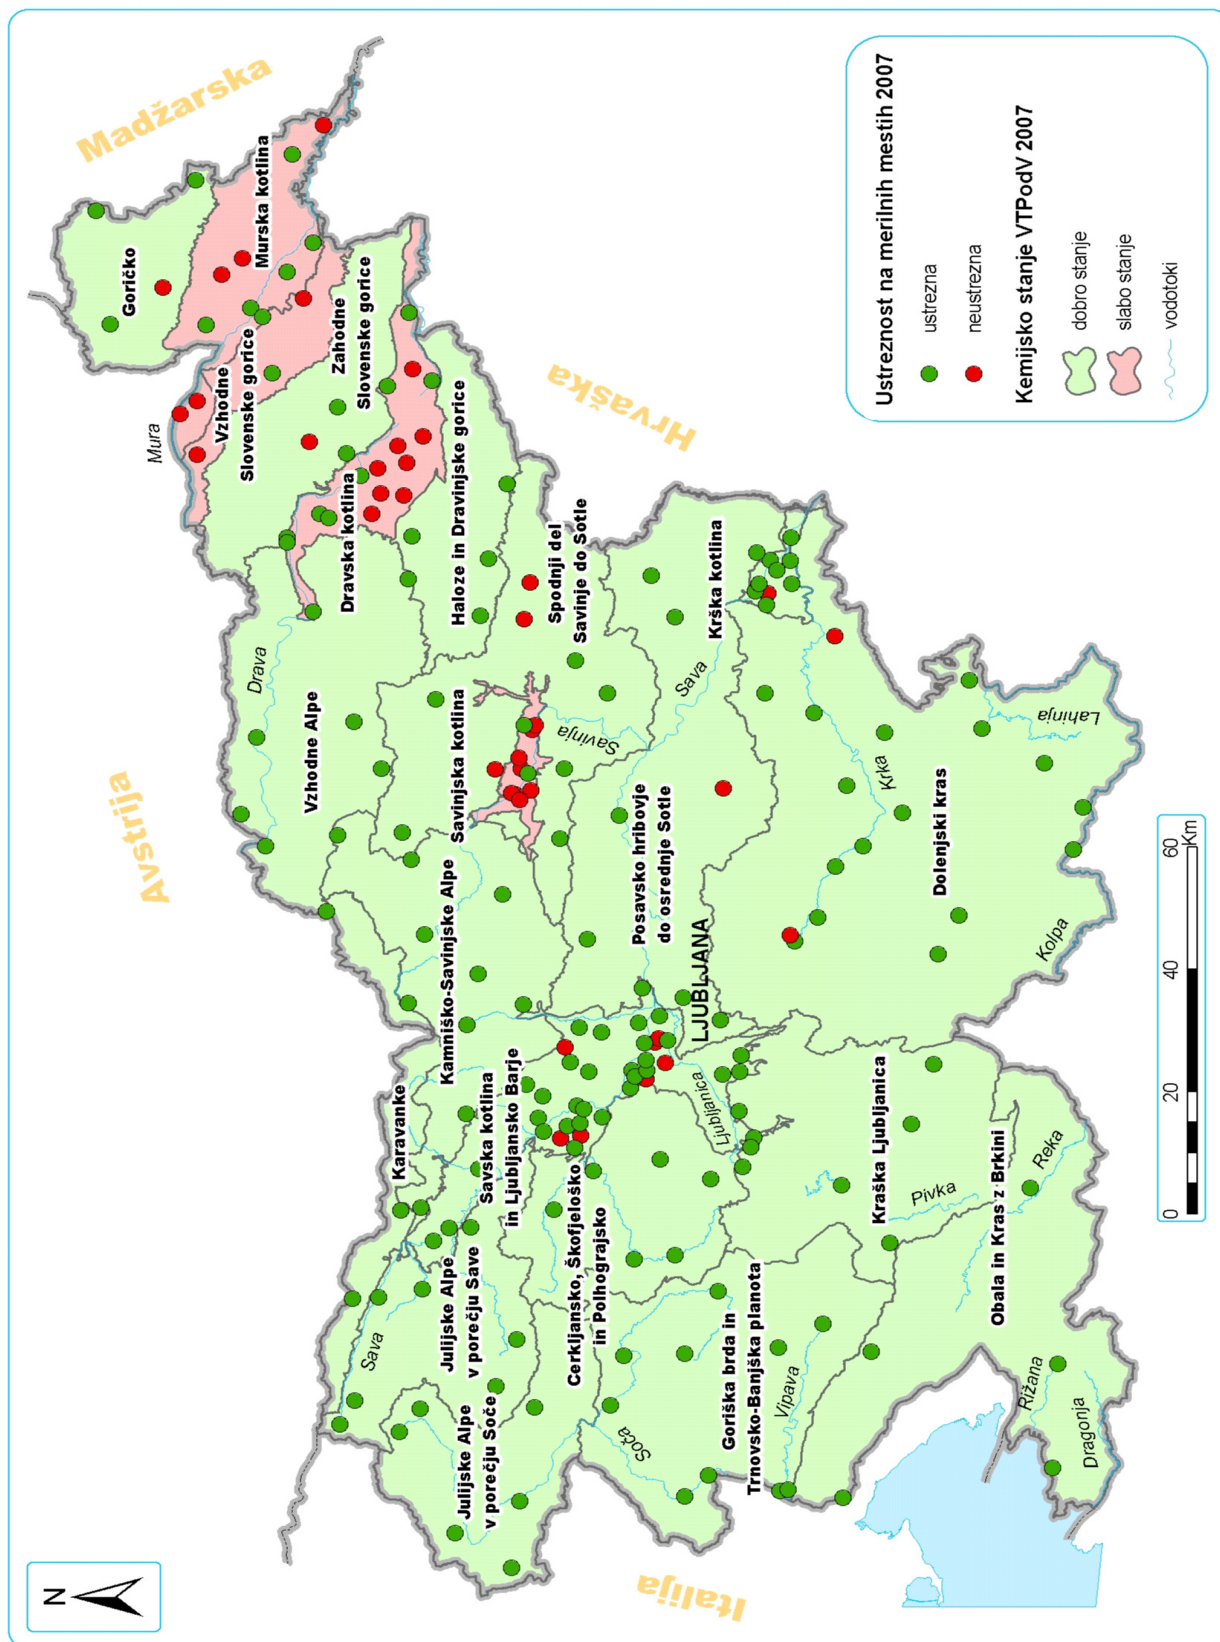 N
Avstrija
Madžarska
Hrvaška
Italija
Goričko
Murska kotlina
Mura
Vzhodne
Slovenske gorice
Zahodne
Slovenske gorice
Dravska kotlina
Drava
Vzhodne Alpe
Haloze in Dravinjske gorice
Karavanke
Kamniško-Savinjske Alpe
Savinjska kotlina
Savinja
Spodnji del
Savinje do Sotle
Sava
Julijske Alpe
v porečju Save
Julijske Alpe
v porečju Soče
Savska kotlina
in Ljubljansko Barje
Cerkljansko, Škofjeloško
in Polhograjsko
Posavsko hribovje
do osrednje Sotle
LJUBLJANA
Sava
Krška kotlina
Soča
Goriška brda in
Trnovsko-Banjška planota
Ljubljanica
Vipava
Krka
Kraška Ljubljanica
Pivka
Dolenjski kras
Lahinja
Kolpa
Obala in Kras z Brkini
Reka
Rižana
Dragonja
0
20
40
60
Km
Ustreznost na merilnih mestih 2007
ustrezna
neustrezna
Kemijsko stanje VTPodV 2007
dobro stanje
slabo stanje
vodotoki